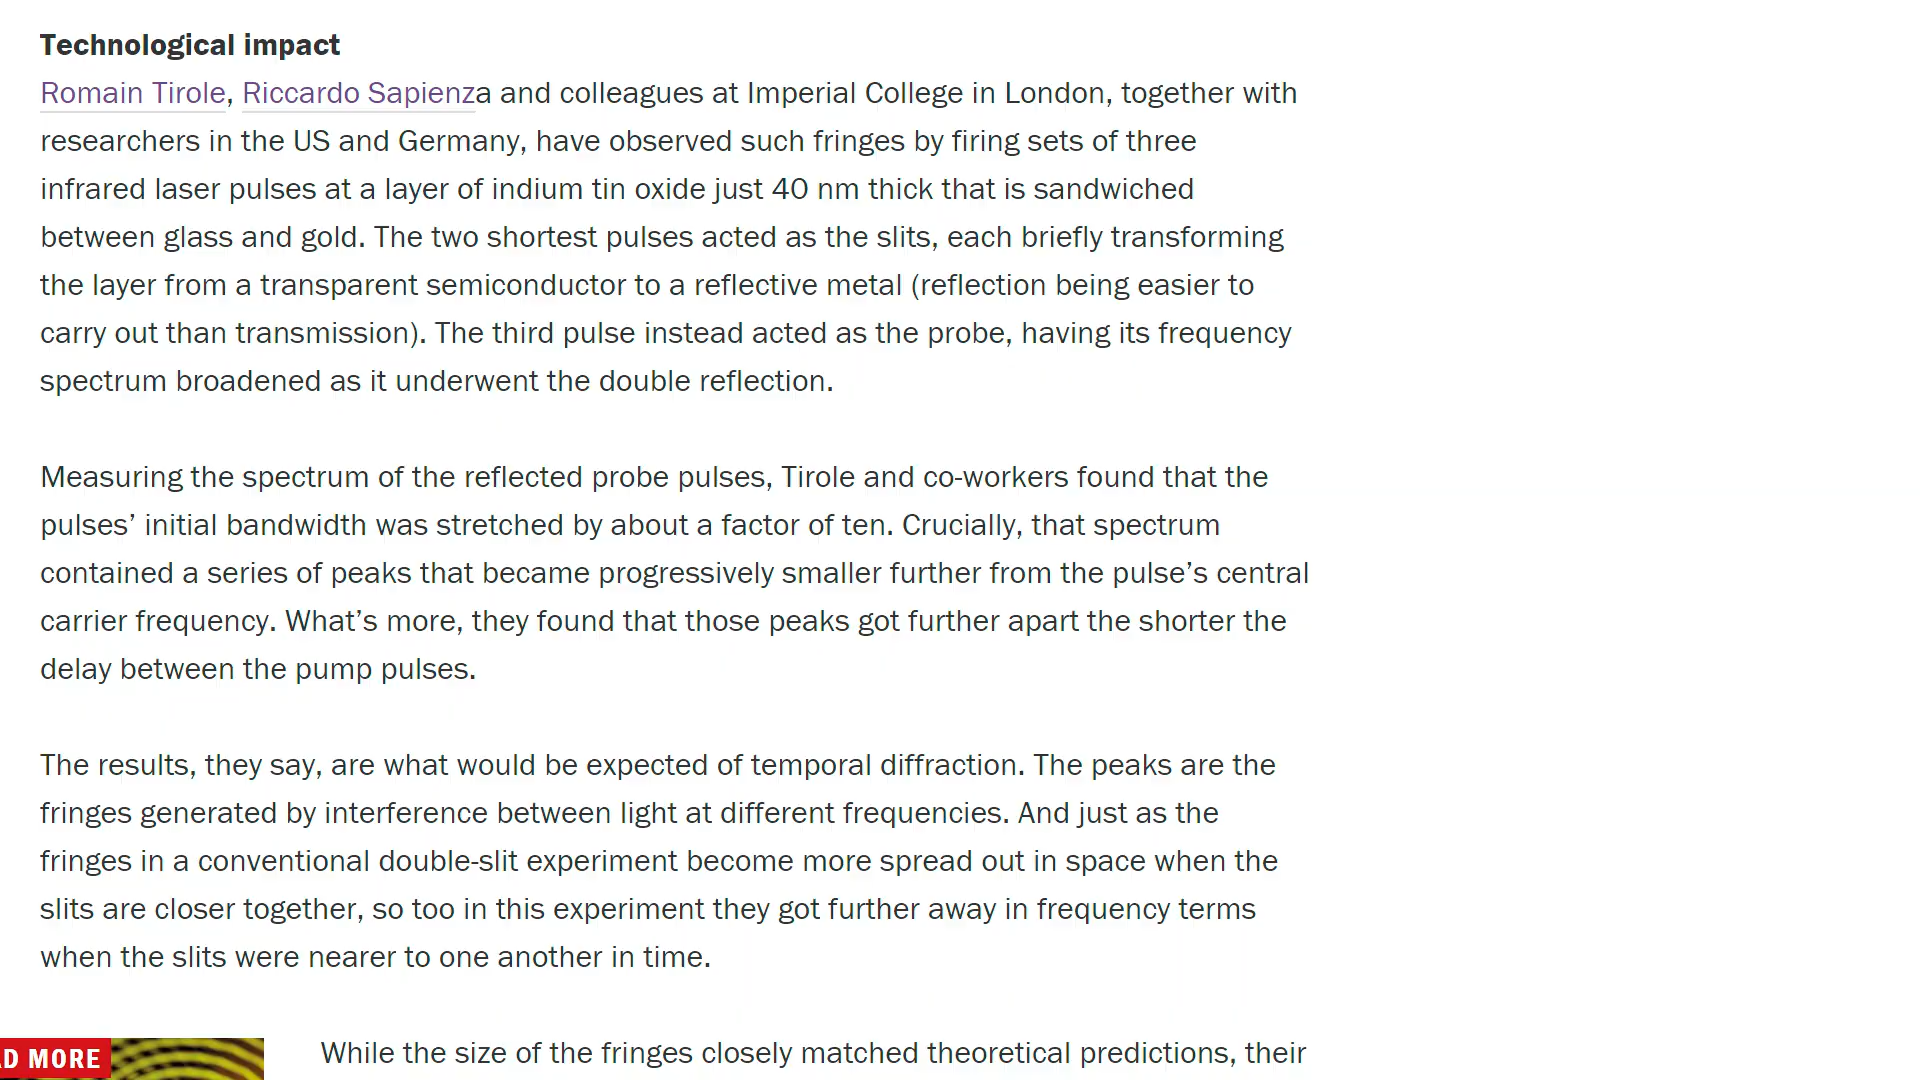 Technological impact
Romain Tirole, Riccardo Sapienza and colleagues at Imperial College in London, together with
researchers in the US and Germany, have observed such fringes by firing sets of three
infrared laser pulses at a layer of indium tin oxide just 40 nm thick that is sandwiched
between glass and gold. The two shortest pulses acted as the slits, each briefly transforming
the layer from a transparent semiconductor to a reflective metal (reflection being easier to
carry out than transmission). The third pulse instead acted as the probe, having its frequency
spectrum broadened as it underwent the double reflection.
Measuring the spectrum of the reflected probe pulses, Tirole and co-workers found that the
pulses’ initial bandwidth was stretched by about a factor of ten. Crucially, that spectrum
contained a series of peaks that became progressively smaller further from the pulse’s central
carrier frequency. What’s more, they found that those peaks got further apart the shorter the
delay between the pump pulses.
The results, they say, are what would be expected of temporal diffraction. The peaks are the
fringes generated by interference between light at different frequencies. And just as the
fringes in a conventional double-slit experiment become more spread out in space when the
slits are closer together, so too in this experiment they got further away in frequency terms
when the slits were nearer to one another in time.
AD MORE
While the size of the fringes closely matched theoretical predictions, their